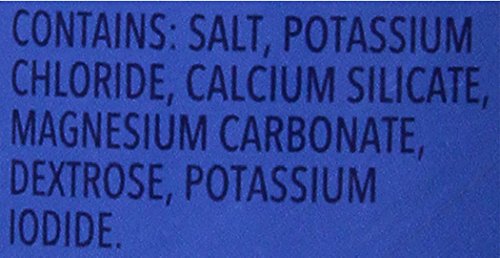 CONTAINS: SALT, POTASSIUM
CHLORIDE, CALCIUM SILICATE,
MAGNESIUM CARBONATE,
DEXTROSE, POTASSIUM
IODIDE.